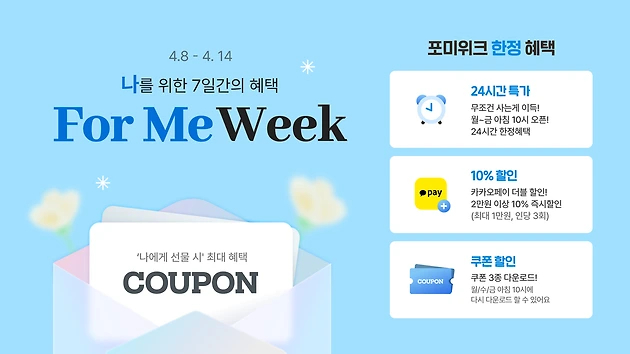 4.8 - 4. 14
나를 위한 7일간의 혜택
For Me Week
'나에게 선물 시' 최대 혜택
COUPON
포미위크 한정 혜택
24시간 특가
무조건 사는게 이득!
월~금 아침 10시 오픈!
24시간 한정혜택
pay
10% 할인
카카오페이 더블 할인!
2만원 이상 10% 즉시할인
(최대 1만원, 인당 3회)
COUPON
쿠폰 할인
쿠폰 3종 다운로드!
월/수/금 아침 10시에
다시 다운로드 할 수 있어요